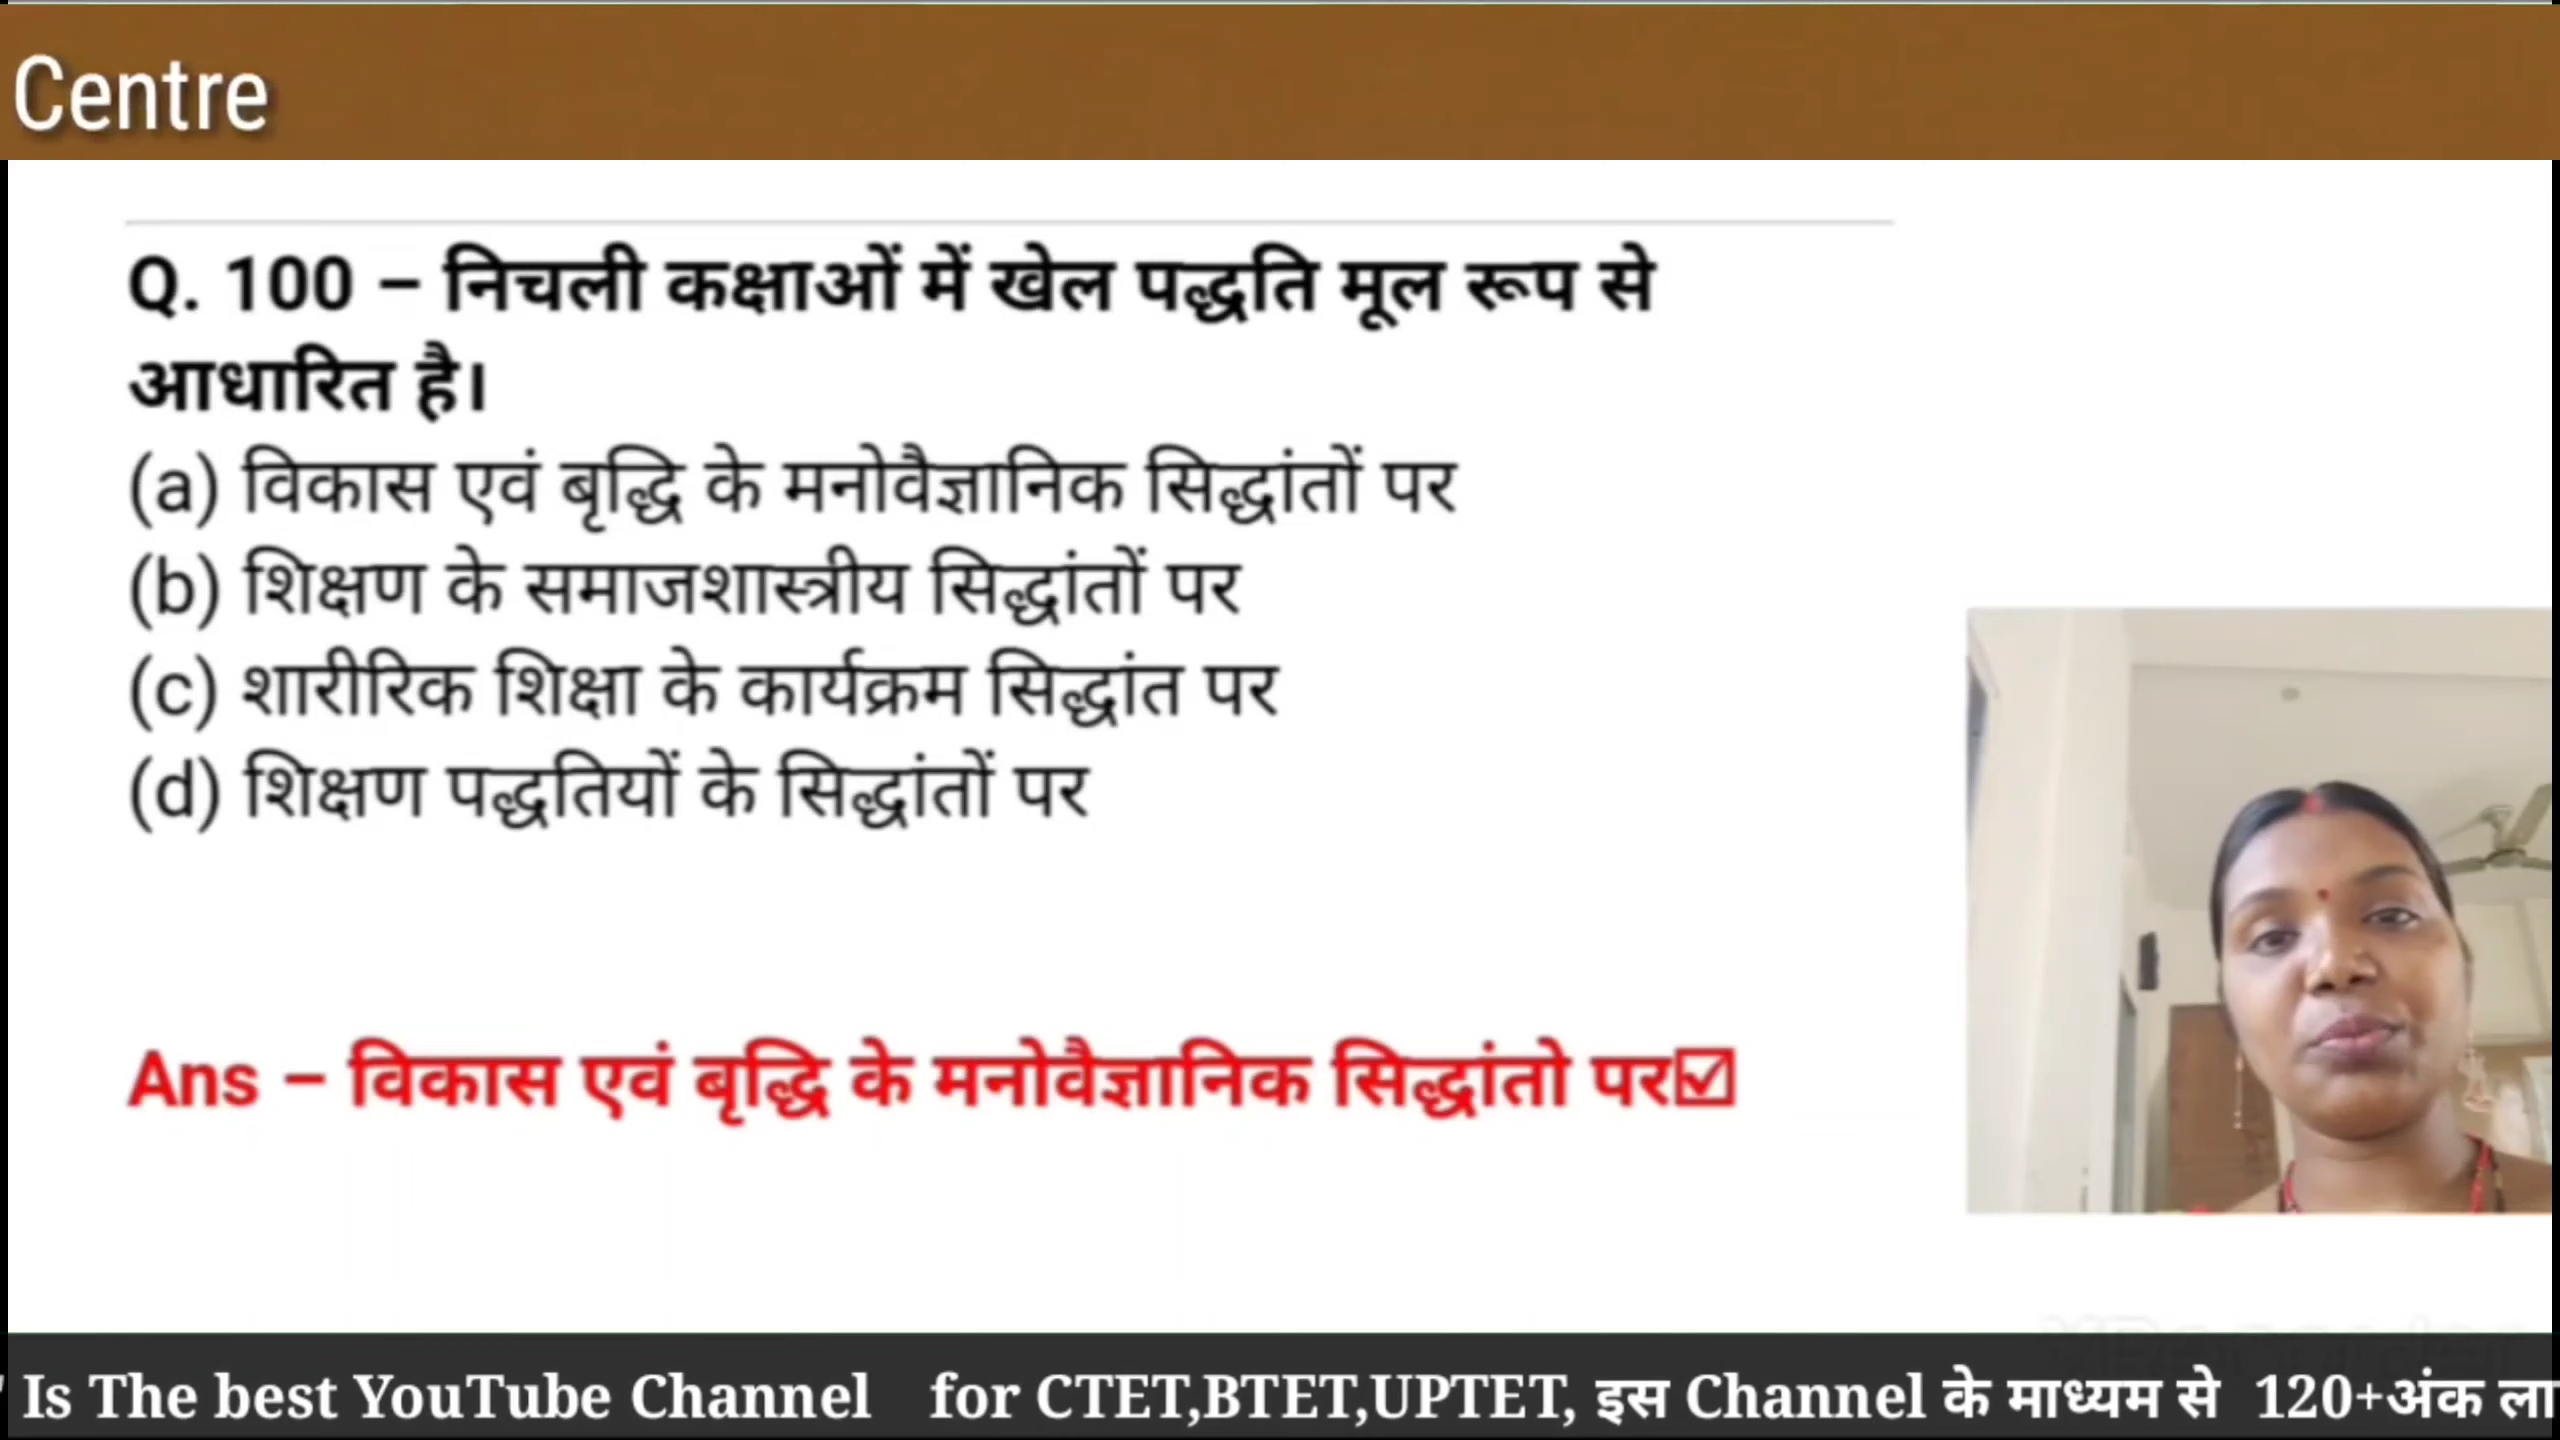 Centre
Q. 100 – निचली कक्षाओं में खेल पद्धति मूल रूप से
आधारित है।
(a) विकास एवं बृद्धि के मनोवैज्ञानिक सिद्धांतों पर
(b) शिक्षण के समाजशास्त्रीय सिद्धांतों पर
(c) शारीरिक शिक्षा के कार्यक्रम सिद्धांत पर
(d) शिक्षण पद्धतियों के सिद्धांतों पर
Ans – विकास एवं बृद्धि के मनोवैज्ञानिक सिद्धांतो पर☑
Is The best YouTube Channel for CTET,BTET,UPTET, इस Channel के माध्यम से 120+अंक ला